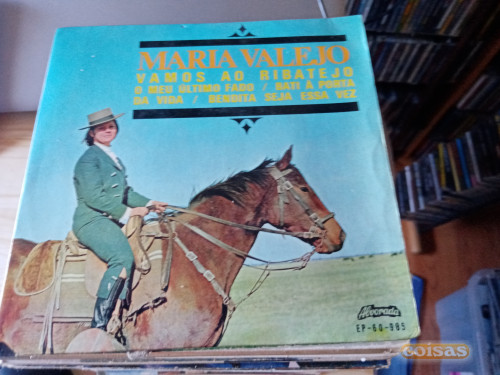 MARIA VALEJO
VAMOS AO RIBATEJO
O MEU ÚLTIMO FADO / BATI À PORTA
DA VIDA / BENDITA SEJA ESSA VEZ
Alvorada
EP-60-985
coisas